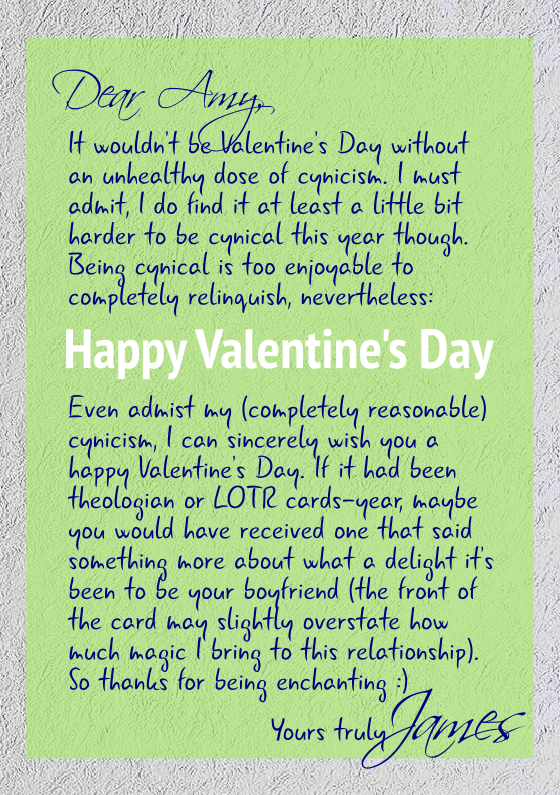 Dear Amy,
It wouldn't be Valentine's Day without
an unhealthy dose of cynicism. I must
admit, I do find it at least a little bit
harder to be cynical this year though.
Being cynical is too enjoyable to
completely relinquish, nevertheless:
Happy Valentine's Day
Even admist my (completely reasonable)
cynicism, I can sincerely wish you a
happy Valentine's Day. If it had been
theologian or LOTR cards-year, maybe
you would have received one that said
something more about what a delight it's
been to be your boyfriend (the front of
the card may slightly overstate how
much magic I bring to this relationship).
So thanks for being enchanting :)
Yours truly James